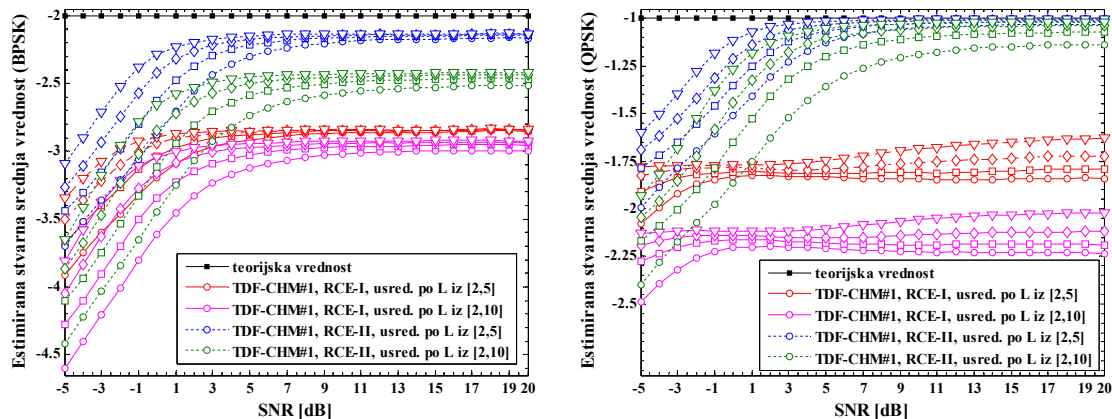 Estimirana stvarna srednja vrednost (BPSK)
-2
-2.5
-3
-3.5
-4
-4.5
teorijska vrednost
TDF-CHM#1, RCE-I, usred. po L iz [2,5]
TDF-CHM#1, RCE-I, usred. po L iz [2,10]
TDF-CHM#1, RCE-II, usred. po L iz [2,5]
TDF-CHM#1, RCE-II, usred. po L iz [2,10]
-5 -3 -1 1 3 5 7 9 11 13 15 17 19 20
SNR [dB]
Estimirana stvarna srednja vrednost (QPSK)
-1
-1.25
-1.5
-1.75
-2
-2.25
-2.5
teorijska vrednost
TDF-CHM#1, RCE-I, usred. po L iz [2,5]
TDF-CHM#1, RCE-I, usred. po L iz [2,10]
TDF-CHM#1, RCE-II, usred. po L iz [2,5]
TDF-CHM#1, RCE-II, usred. po L iz [2,10]
-5 -3 -1 1 3 5 7 9 11 13 15 17 19 20
SNR [dB]